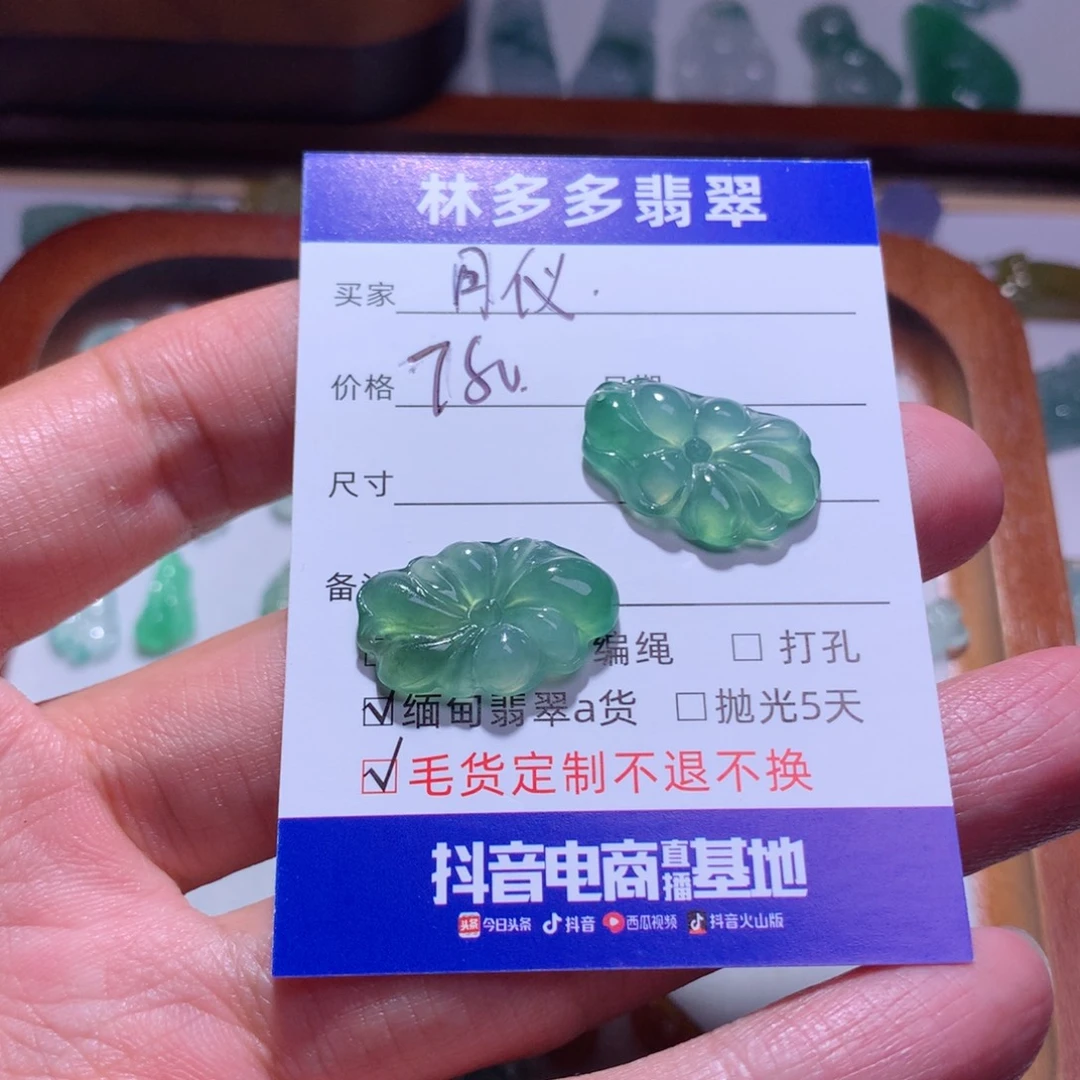 林多多翡翠
买家 月仪.
价格
尺寸
编绳 □ 打孔
☑ 缅甸翡翠a货 □ 抛光5天
☑ 毛货定制不退不换
抖音电商直播基地
头条 今日头条 抖音 西瓜视频 抖音火山版